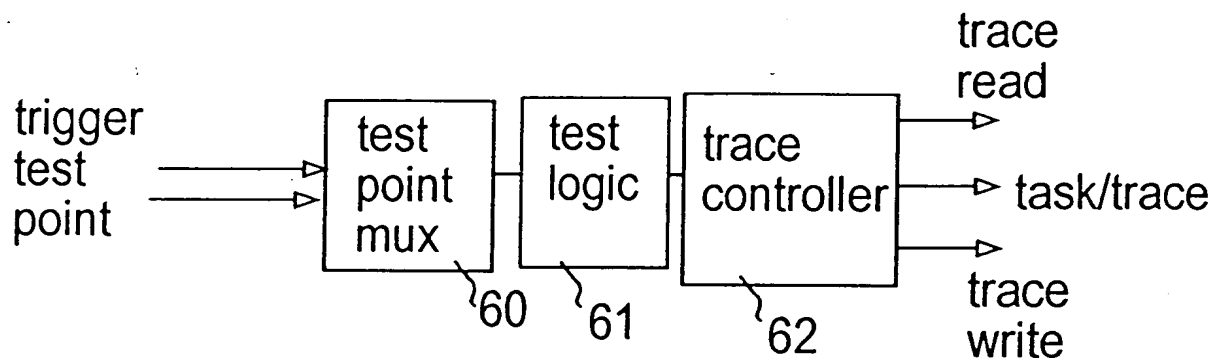 trigger
test
point
test
point
mux
60
test
logic
61
trace
controller
62
trace
read
task/trace
trace
write